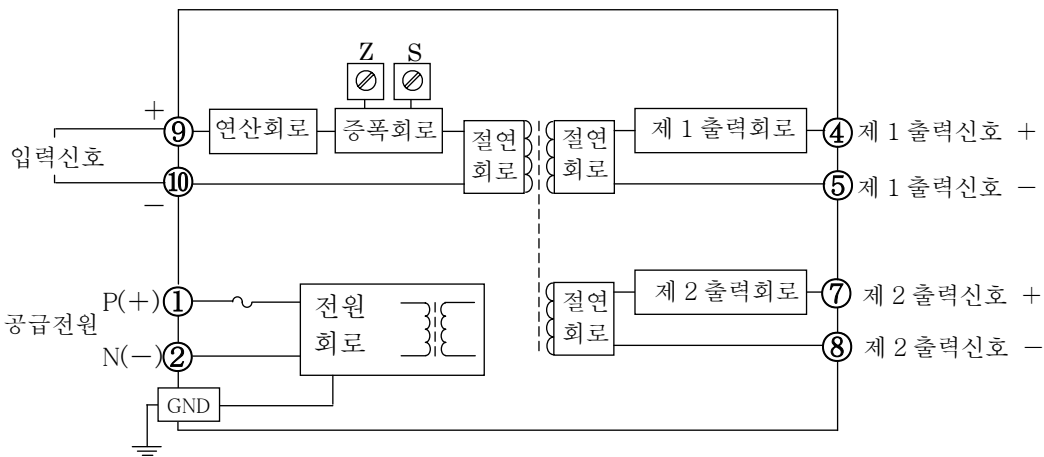 Z
S
+
⑨
연산회로
증폭회로
절연
회로
절연
회로
제 1 출력회로
④
제 1 출력신호 +
입력신호
⑩
−
⑤
제 1 출력신호 −
공급전원
P(+)
①
N(−)
②
전원
회로
절연
회로
제 2 출력회로
⑦
제 2 출력신호 +
⑧
제 2 출력신호 −
GND